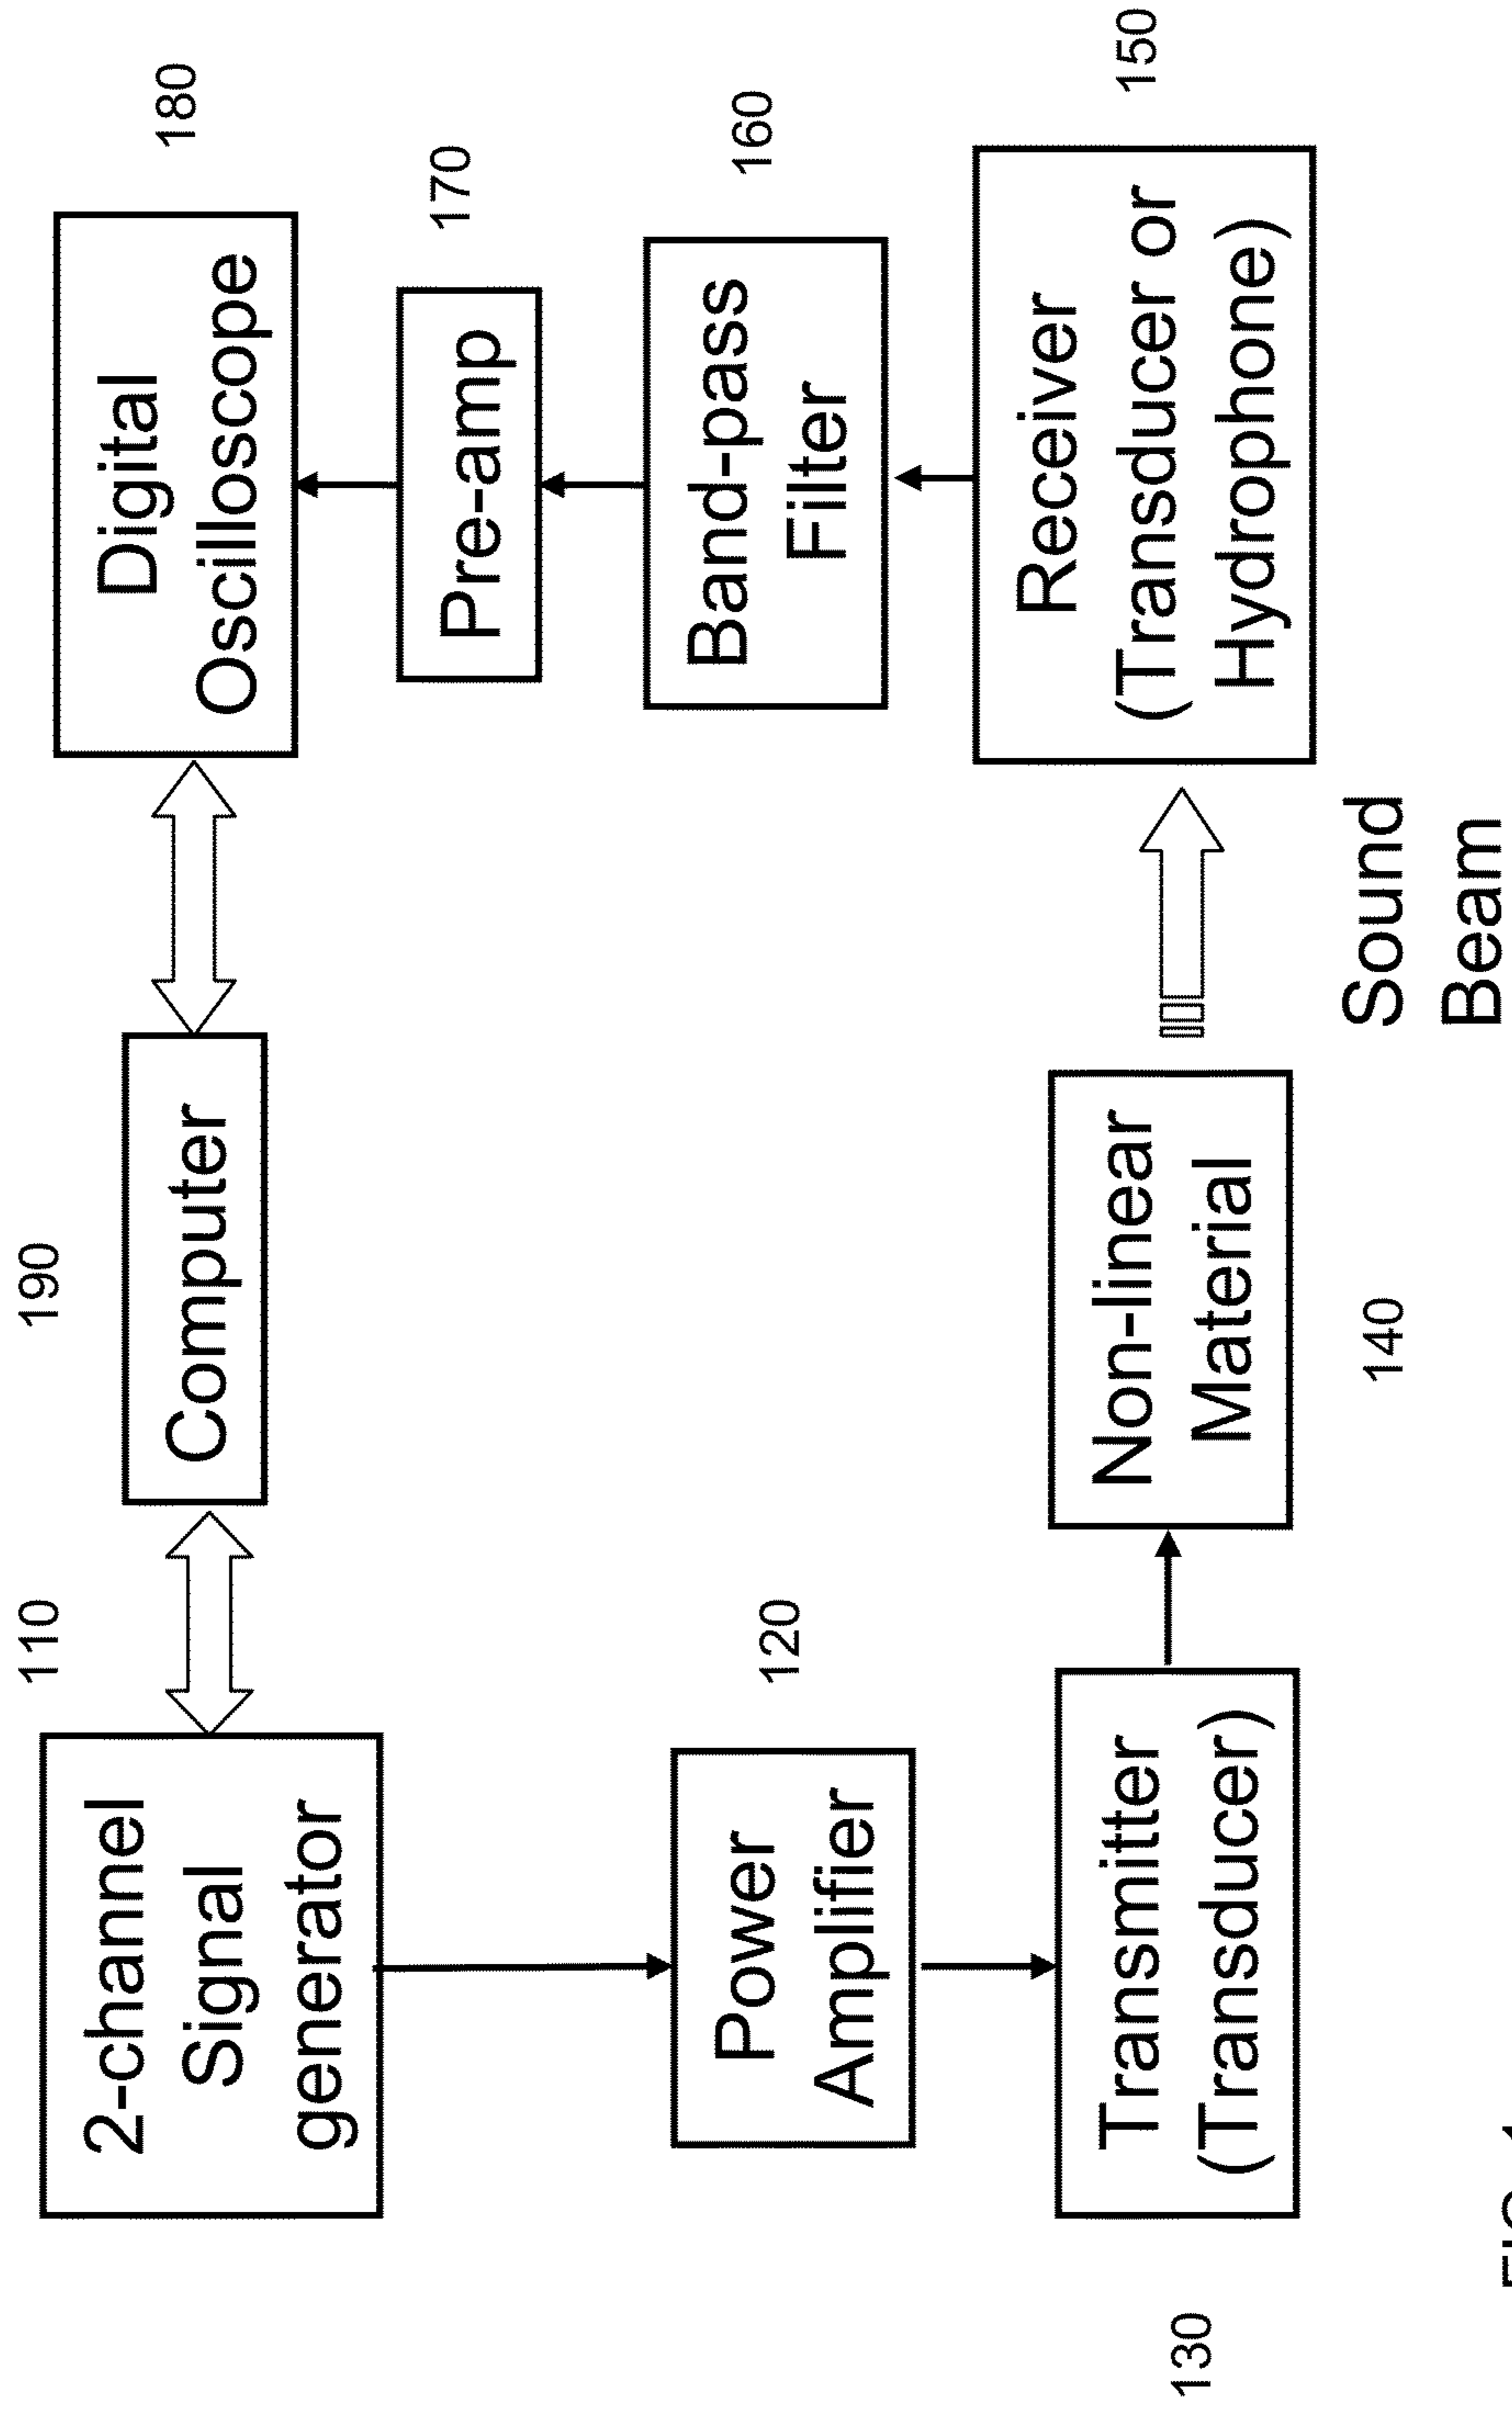 110
2-channel
Signal
generator
190
Computer
180
Digital
Oscilloscope
170
Pre-amp
120
Power
Amplifier
160
Band-pass
Filter
130
Transmitter
(Transducer)
Non-linear
Material
140
150
Receiver
(Transducer or
Hydrophone)
Sound
Beam